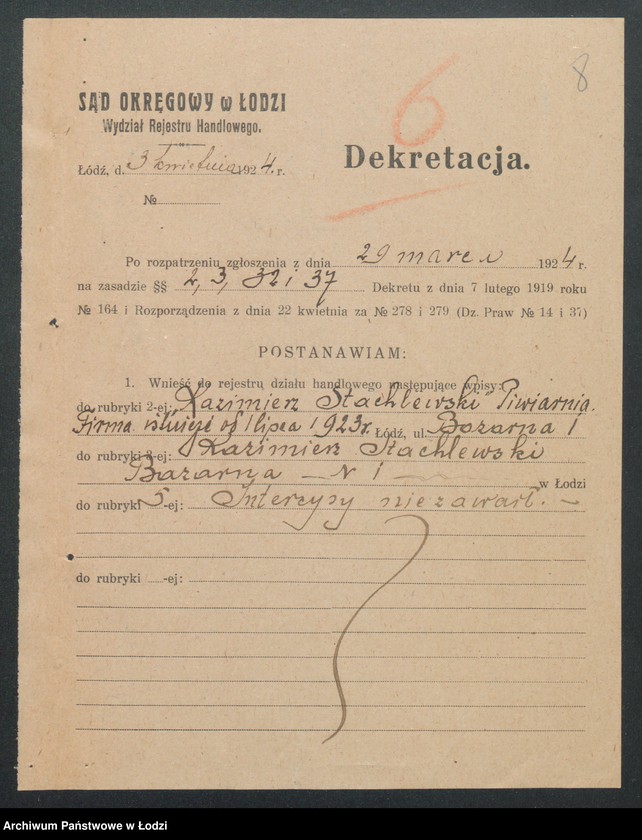 8
6
SĄD OKRĘGOWY w ŁODZI
Wydział Rejestru Handlowego.
Łódź, d. 3 kwietnia 1924. r.
Dekretacja.
№
Po rozpatrzeniu zgłoszenia z dnia 29 marca 1924 r.
na zasadzie §§ 2, 3, 32 i 37 Dekretu z dnia 7 lutego 1919 roku
№ 164 i Rozporządzenia z dnia 22 kwietnia za № 278 i 279 (Dz. Praw № 14 i 37)
POSTANAWIAM:
1. Wnieść do rejestru działu handlowego następujące wpisy:
do rubryki 2-ej: „Kazimierz Stachlewski" Piwiarnia.
Firma istnieje od 1 lipca 1923r. Łódź, ul. Bazarna 1
do rubryki 3-ej: Kazimierz Stachlewski
Bazarna – N 1 w Łodzi
do rubryki 5-ej: Intercyzy nie zawarł. –
do rubryki -ej:
Archiwum Państwowe w Łodzi